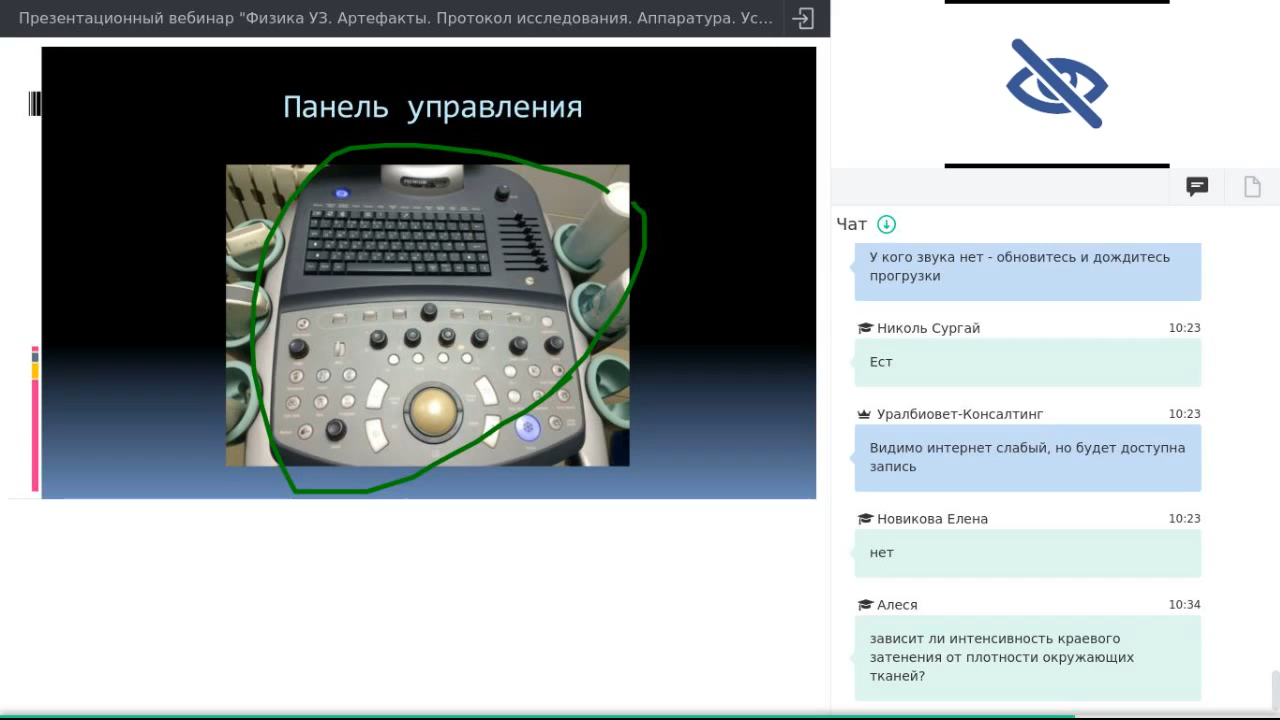 Презентационный вебинар "Физика УЗ. Артефакты. Протокол исследования. Аппаратура. Ус...
Панель управления
Чат
У кого звука нет - обновитесь и дождитесь
прогрузки
Николь Сургай 10:23
Ест
Уралбиовет-Консалтинг 10:23
Видимо интернет слабый, но будет доступна
запись
Новикова Елена 10:23
нет
Алеся 10:34
зависит ли интенсивность краевого
затенения от плотности окружающих
тканей?